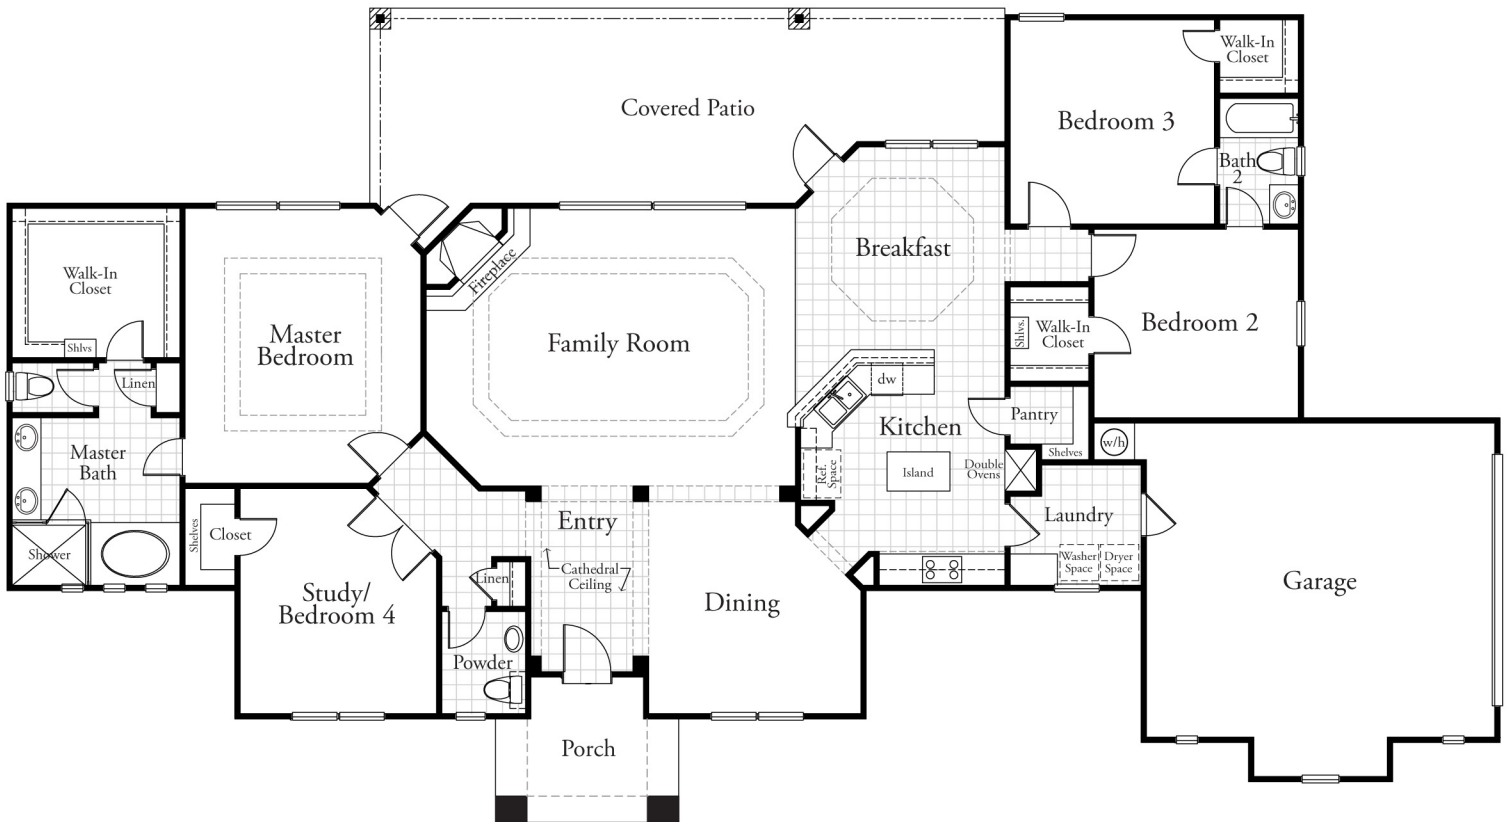 Covered Patio
Bedroom 3
Walk-In
Closet
Bath
2
Walk-In
Closet
Shlvs
Linen
Master
Bedroom
Fireplace
Family Room
Breakfast
Walk-In
Closet
Shlvs.
Bedroom 2
dw
Kitchen
Pantry
Shelves
w/h
Double
Ovens
Island
Ref.
Space
Master
Bath
Shower
Shelves
Closet
Study/
Bedroom 4
Linen
Powder
Entry
Cathedral
Ceiling
Dining
Laundry
Washer
Space
Dryer
Space
Garage
Porch